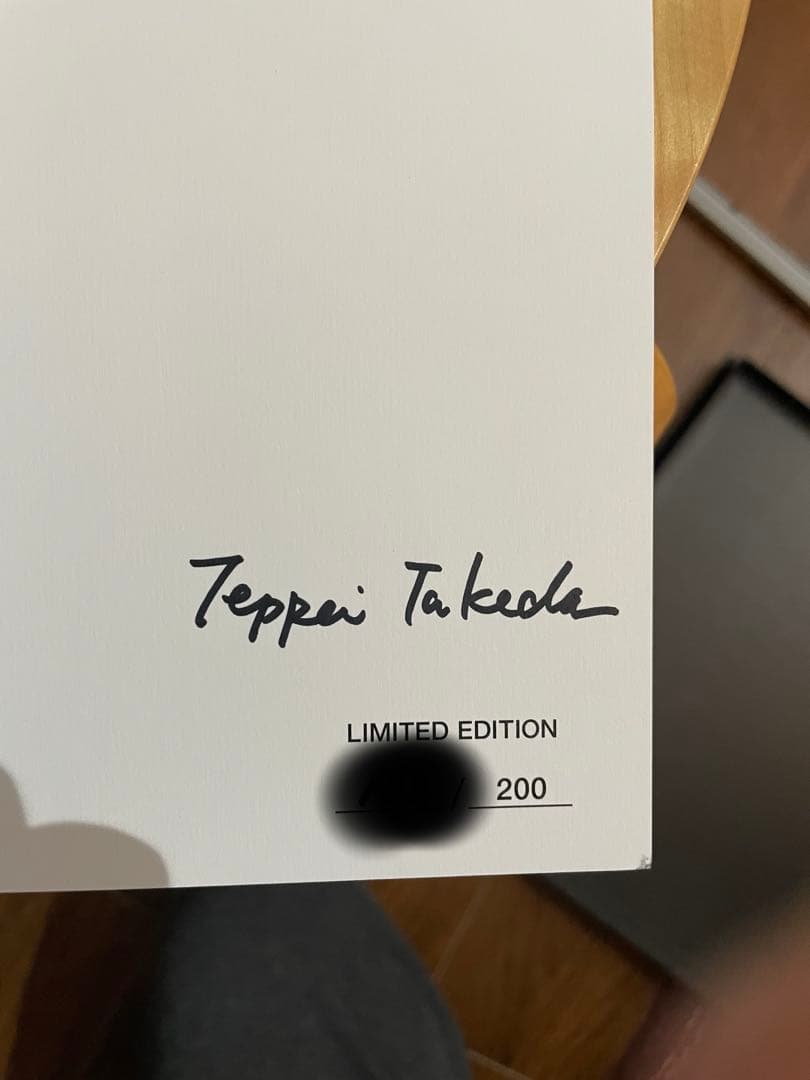 Teppei Takeda
LIMITED EDITION
/ 200